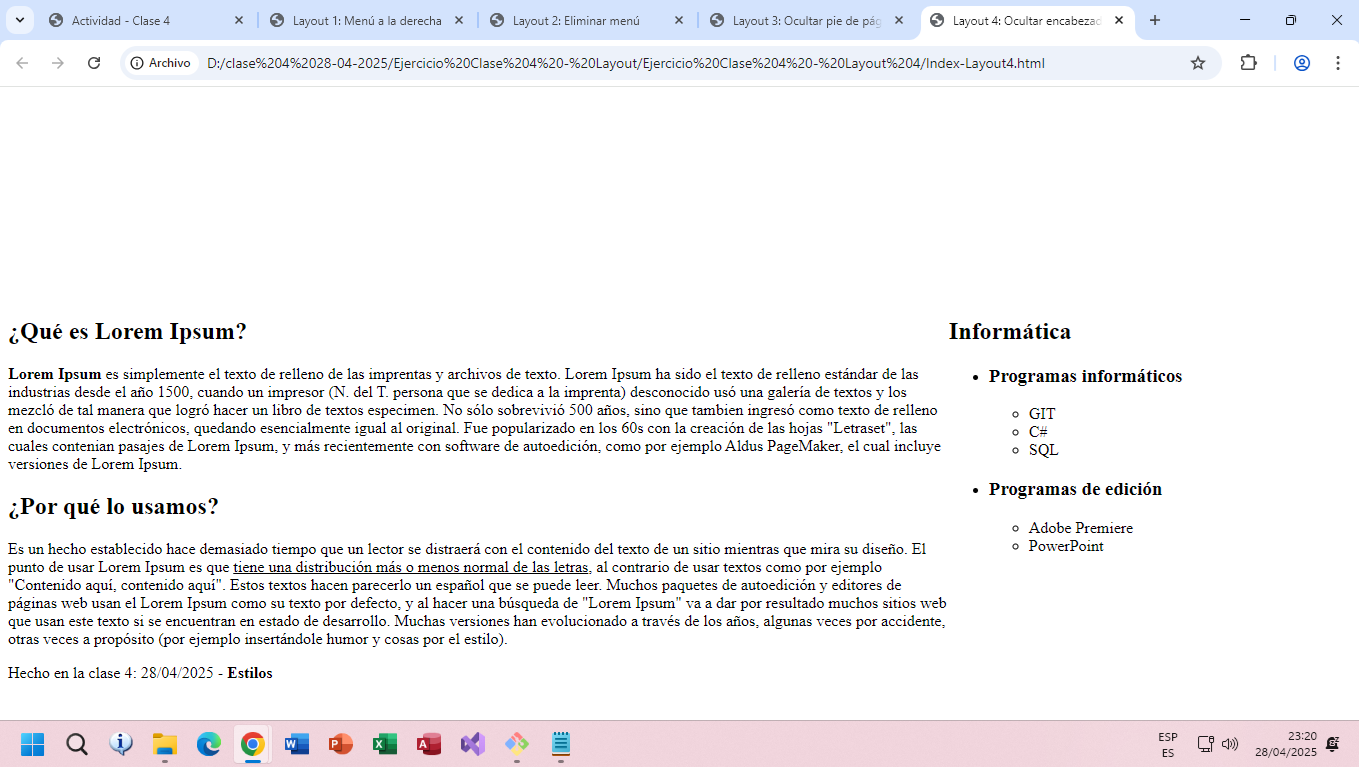 Actividad - Clase 4
Layout 1: Menú a la derecha
Layout 2: Eliminar menú
Layout 3: Ocultar pie de pág
Layout 4: Ocultar encabezad
Archivo
D:/clase%204%2028-04-2025/Ejercicio%20Clase%204%20-%20Layout/Ejercicio%20Clase%204%20-%20Layout%204/Index-Layout4.html
¿Qué es Lorem Ipsum?
Lorem Ipsum es simplemente el texto de relleno de las imprentas y archivos de texto. Lorem Ipsum ha sido el texto de relleno estándar de las
industrias desde el año 1500, cuando un impresor (N. del T. persona que se dedica a la imprenta) desconocido usó una galería de textos y los
mezcló de tal manera que logró hacer un libro de textos especimen. No sólo sobrevivió 500 años, sino que tambien ingresó como texto de relleno
en documentos electrónicos, quedando esencialmente igual al original. Fue popularizado en los 60s con la creación de las hojas "Letraset", las
cuales contenian pasajes de Lorem Ipsum, y más recientemente con software de autoedición, como por ejemplo Aldus PageMaker, el cual incluye
versiones de Lorem Ipsum.
¿Por qué lo usamos?
Es un hecho establecido hace demasiado tiempo que un lector se distraerá con el contenido del texto de un sitio mientras que mira su diseño. El
punto de usar Lorem Ipsum es que tiene una distribución más o menos normal de las letras, al contrario de usar textos como por ejemplo
"Contenido aquí, contenido aquí". Estos textos hacen parecerlo un español que se puede leer. Muchos paquetes de autoedición y editores de
páginas web usan el Lorem Ipsum como su texto por defecto, y al hacer una búsqueda de "Lorem Ipsum" va a dar por resultado muchos sitios web
que usan este texto si se encuentran en estado de desarrollo. Muchas versiones han evolucionado a través de los años, algunas veces por accidente,
otras veces a propósito (por ejemplo insertándole humor y cosas por el estilo).
Informática
Programas informáticos
GIT
C#
SQL
Programas de edición
Adobe Premiere
PowerPoint
Hecho en la clase 4: 28/04/2025 - Estilos
ESP
ES
23:20
28/04/2025